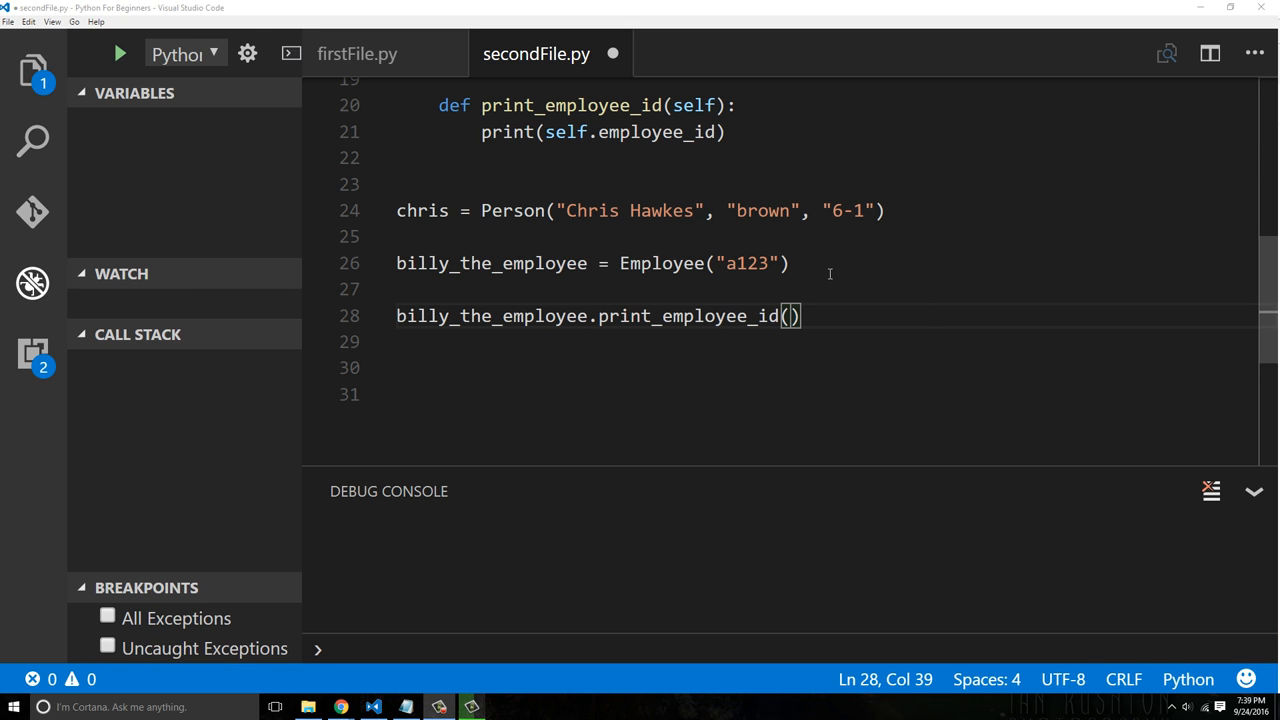 secondFile.py - Python For Beginners - Visual Studio Code
File Edit View Go Help
Pythor
firstFile.py
secondFile.py
VARIABLES
WATCH
CALL STACK
BREAKPOINTS
All Exceptions
Uncaught Exceptions
1
2
19
20 def print_employee_id(self):
21 print(self.employee_id)
22
23
24 chris = Person("Chris Hawkes", "brown", "6-1")
25
26 billy_the_employee = Employee("a123")
27
28 billy_the_employee.print_employee_id()
29
30
31
DEBUG CONSOLE
0 0
Ln 28, Col 39 Spaces: 4 UTF-8 CRLF Python
I'm Cortana. Ask me anything.
7:39 PM
9/24/2016